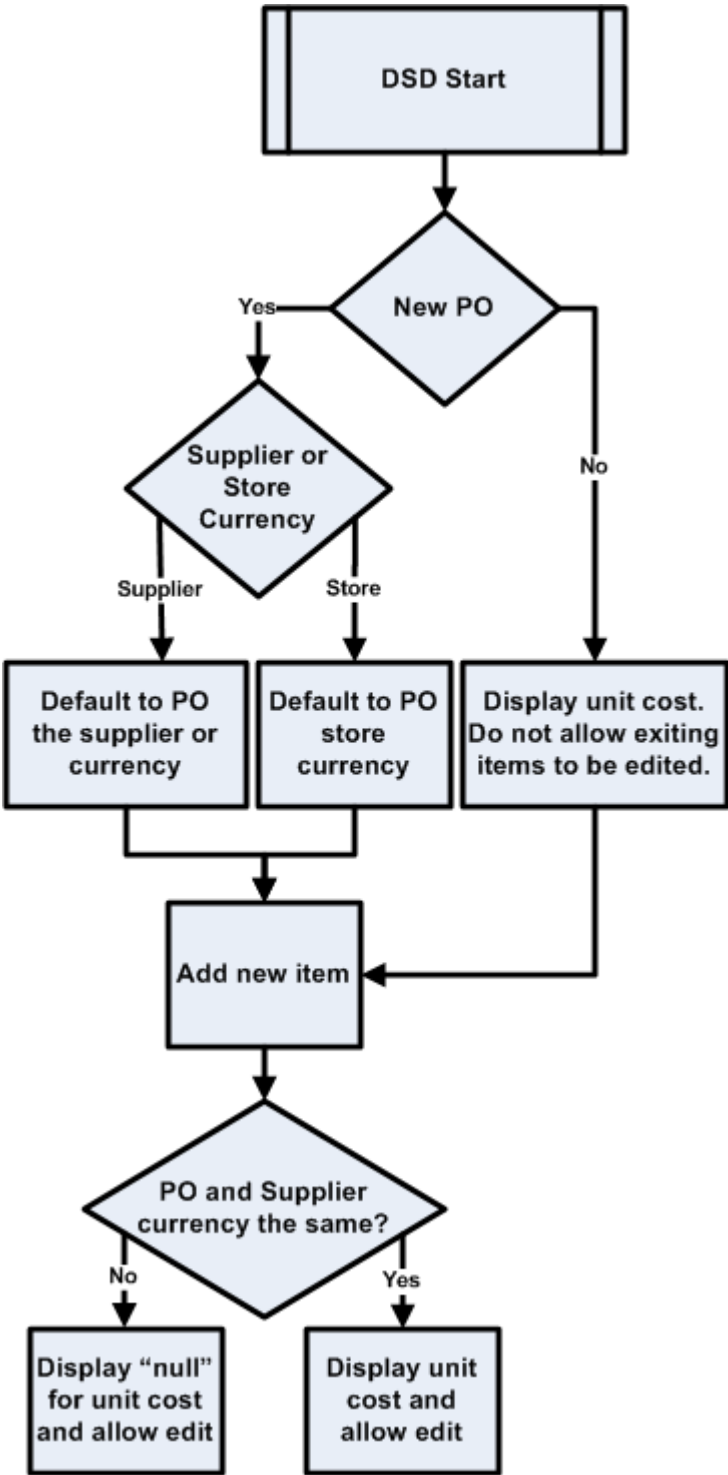 DSD Start
New PO
Yes
No
Supplier or
Store
Currency
Supplier
Store
Default to PO
the supplier or
currency
Default to PO
store
currency
Display unit cost.
Do not allow exiting
items to be edited.
Add new item
PO and Supplier
currency the same?
No
Yes
Display “null”
for unit cost
and allow edit
Display unit
cost and
allow edit